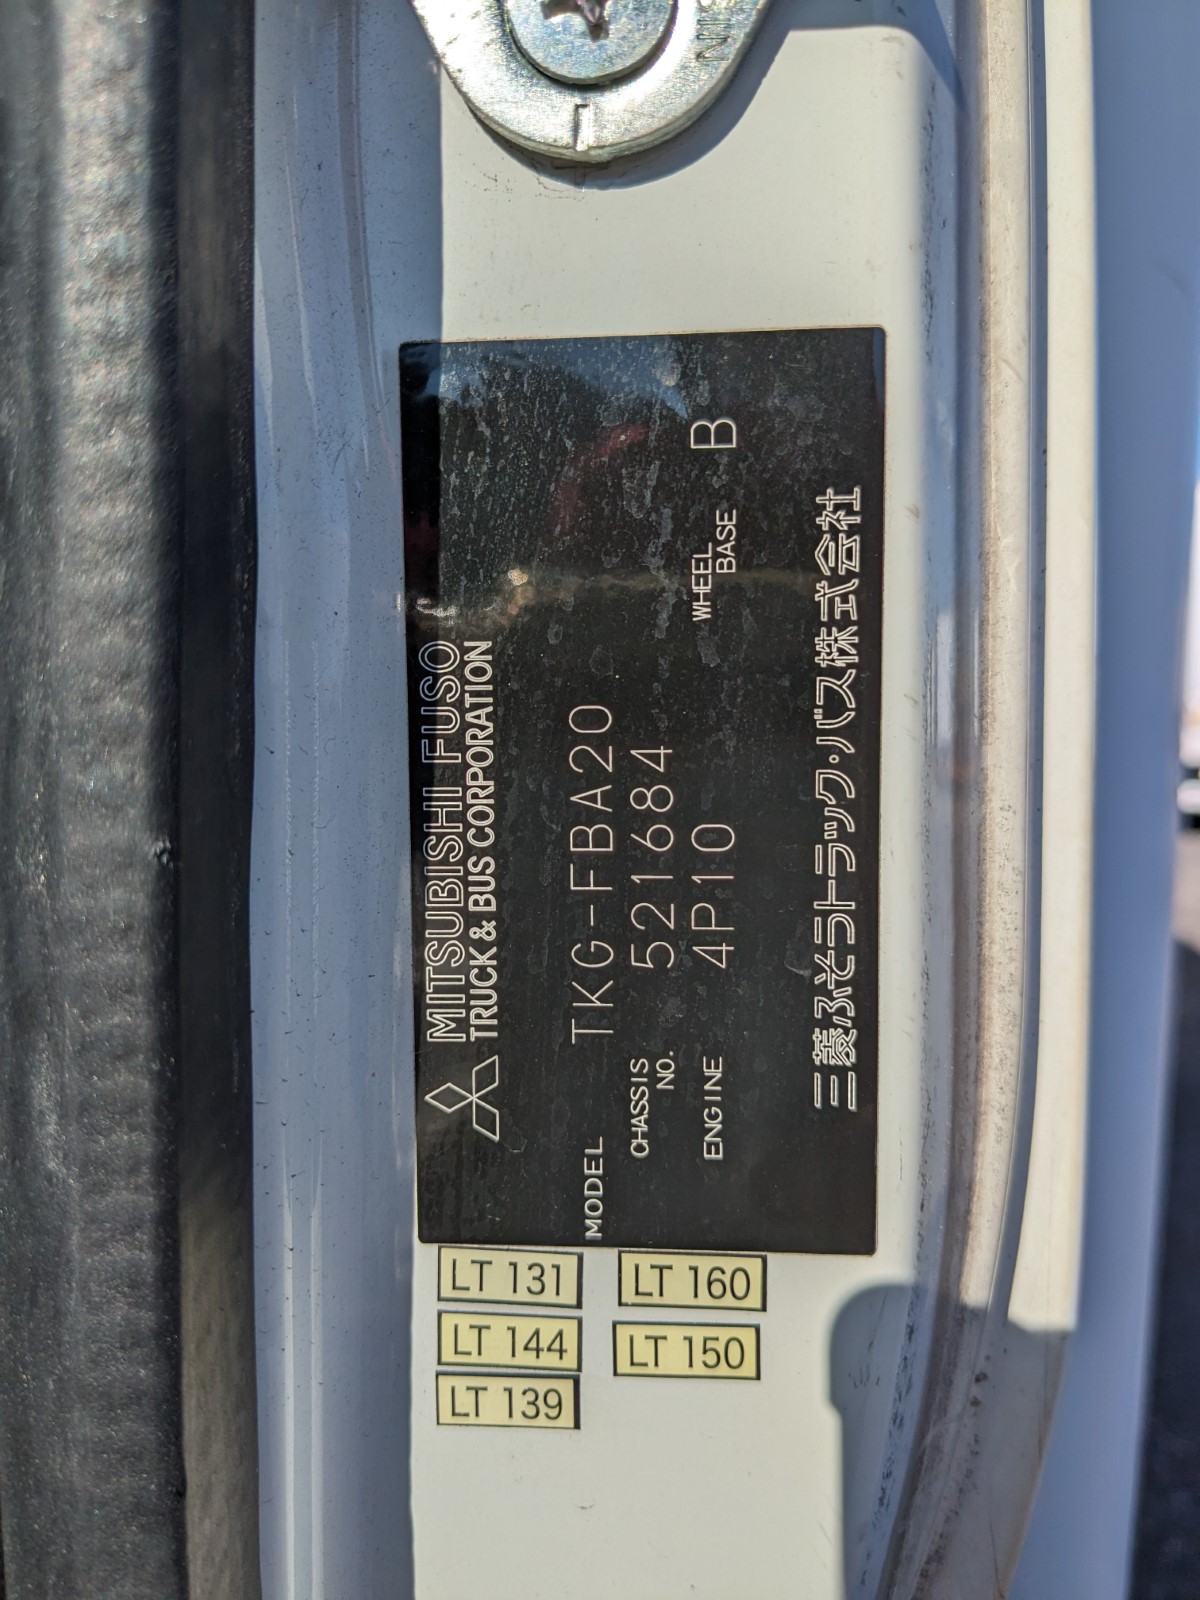 MITSUBISHI FUSO
TRUCK & BUS CORPORATION
MODEL TKG-FBA20
CHASSIS NO. 521684
ENGINE 4P10 WHEEL BASE B
三菱ふそうトラック・バス株式会社
LT 131
LT 144
LT 139
LT 160
LT 150